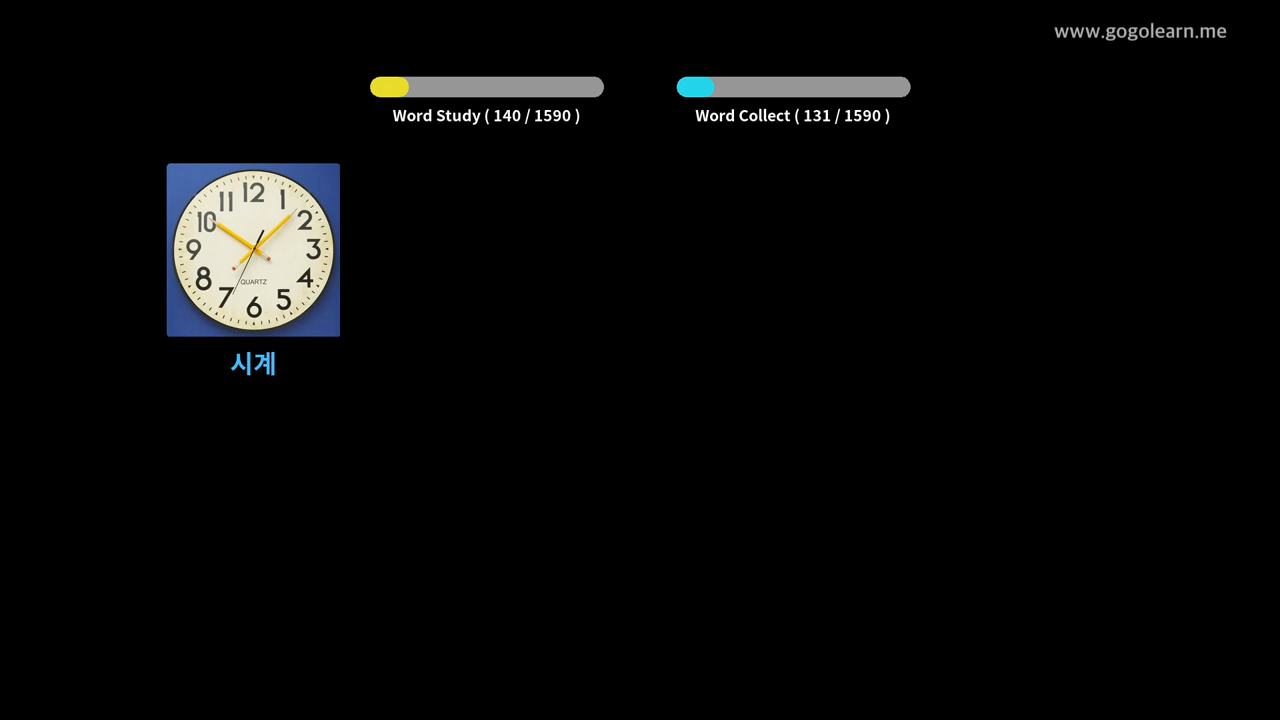 www.gogolearn.me
Word Study ( 140 / 1590 )
Word Collect ( 131 / 1590 )
12
11
1
10
2
9
3
8
4
QUARTZ
7
5
6
시계